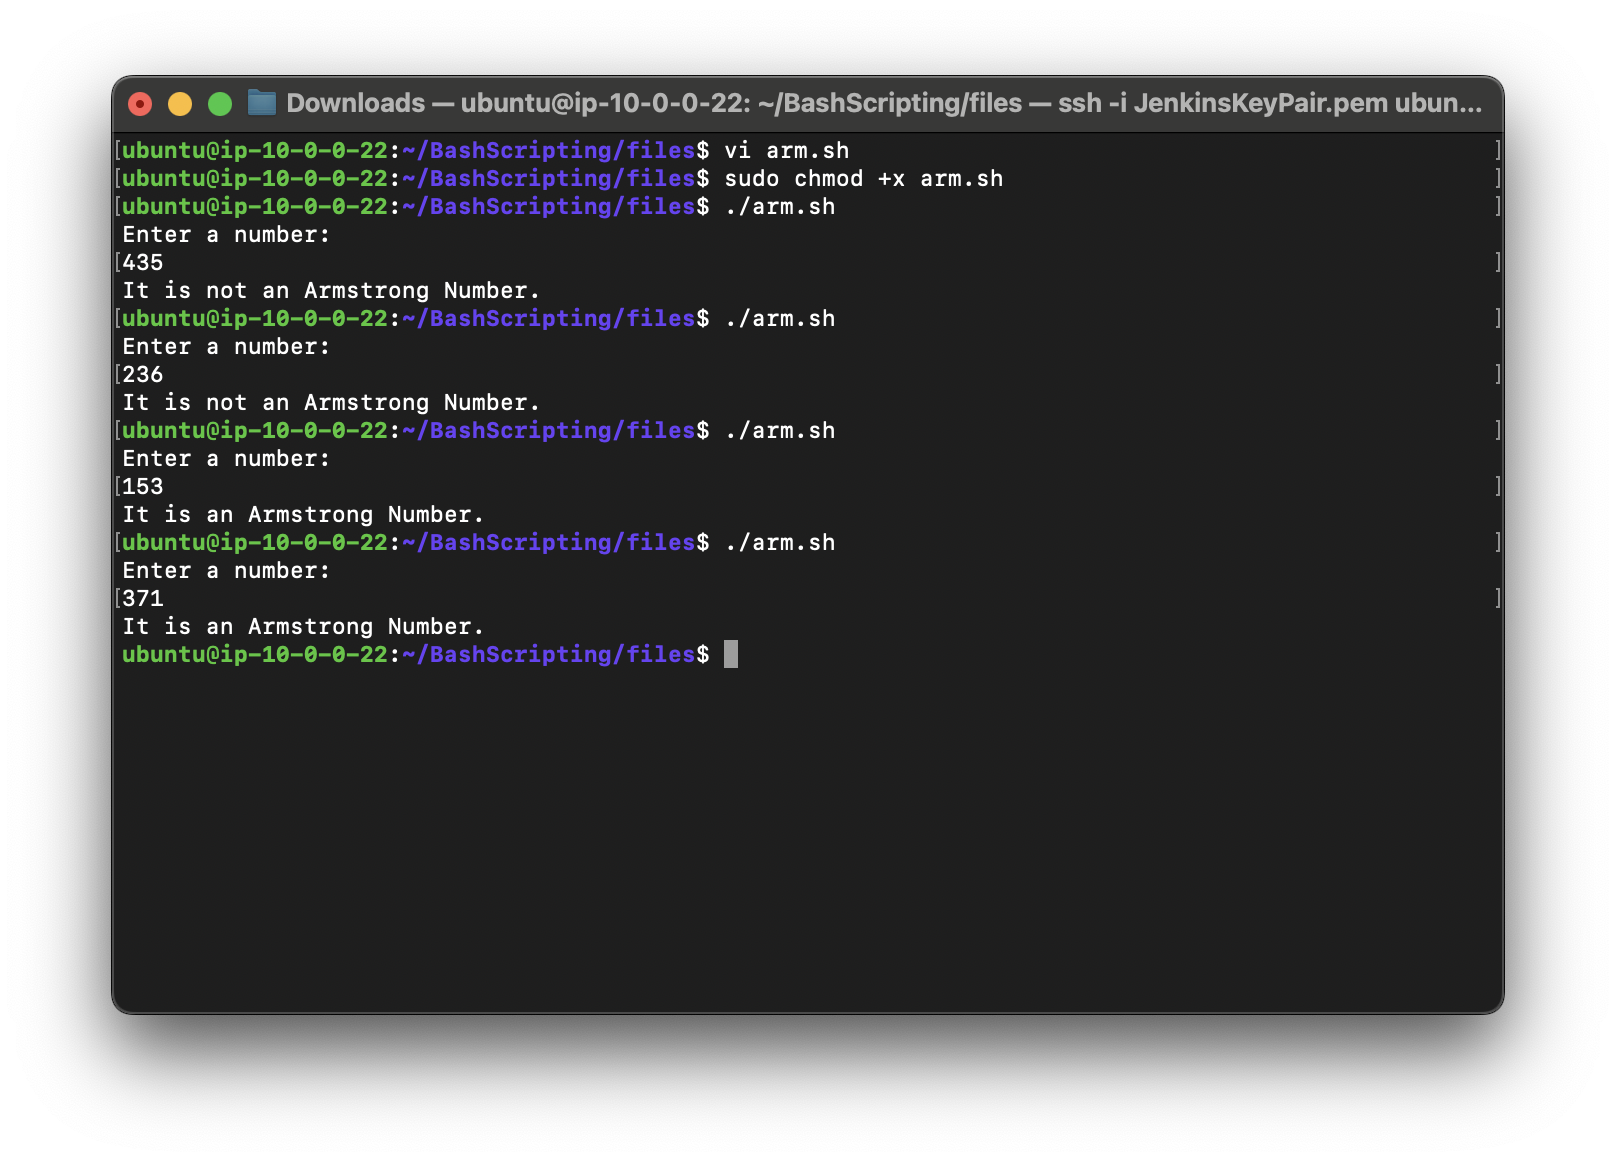 Downloads — ubuntu@ip-10-0-0-22: ~/BashScripting/files — ssh -i JenkinsKeyPair.pem ubun...
[ubuntu@ip-10-0-0-22:~/BashScripting/files$ vi arm.sh ]
[ubuntu@ip-10-0-0-22:~/BashScripting/files$ sudo chmod +x arm.sh ]
[ubuntu@ip-10-0-0-22:~/BashScripting/files$ ./arm.sh ]
Enter a number:
[435 ]
It is not an Armstrong Number.
[ubuntu@ip-10-0-0-22:~/BashScripting/files$ ./arm.sh ]
Enter a number:
[236 ]
It is not an Armstrong Number.
[ubuntu@ip-10-0-0-22:~/BashScripting/files$ ./arm.sh ]
Enter a number:
[153 ]
It is an Armstrong Number.
[ubuntu@ip-10-0-0-22:~/BashScripting/files$ ./arm.sh ]
Enter a number:
[371 ]
It is an Armstrong Number.
ubuntu@ip-10-0-0-22:~/BashScripting/files$